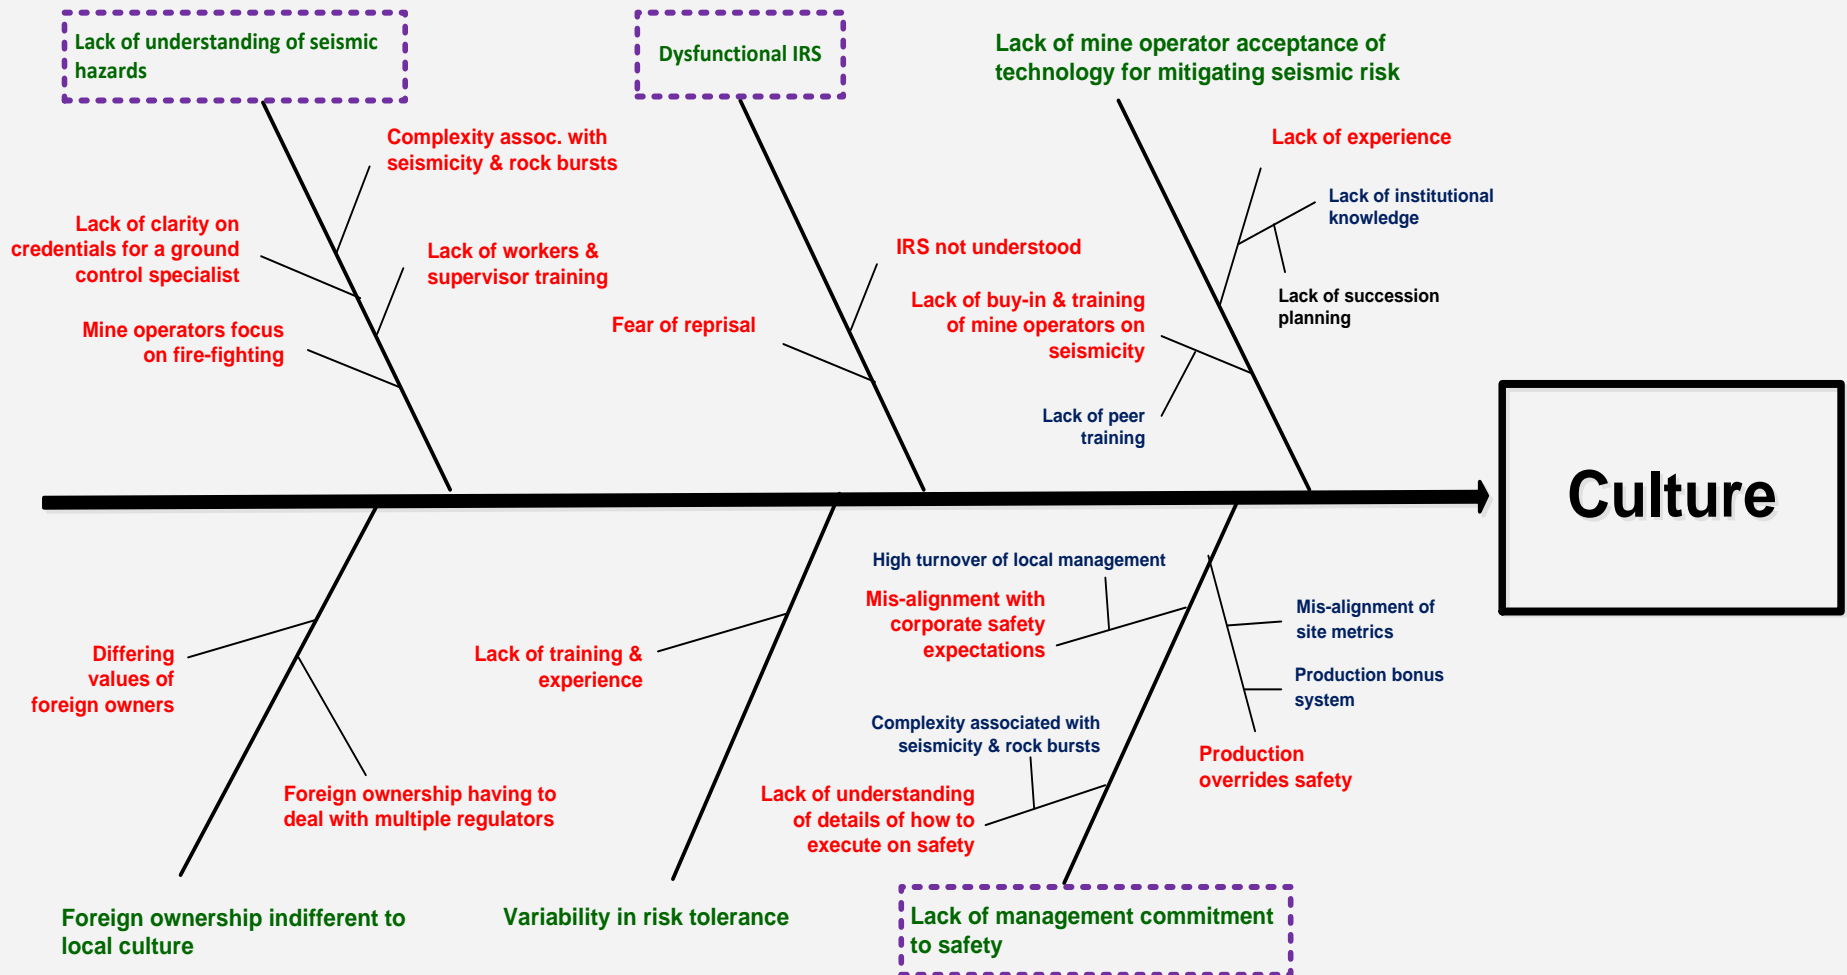 Lack of understanding of seismic
hazards
Dysfunctional IRS
Lack of mine operator acceptance of
technology for mitigating seismic risk
Complexity assoc. with
seismicity & rock bursts
Lack of clarity on
credentials for a ground
control specialist
Lack of workers &
supervisor training
Mine operators focus
on fire-fighting
IRS not understood
Fear of reprisal
Lack of experience
Lack of institutional
knowledge
Lack of succession
planning
Lack of buy-in & training
of mine operators on
seismicity
Lack of peer
training
Culture
Differing
values of
foreign owners
Foreign ownership having to
deal with multiple regulators
Foreign ownership indifferent to
local culture
Lack of training &
experience
Variability in risk tolerance
High turnover of local management
Mis-alignment with
corporate safety
expectations
Mis-alignment of
site metrics
Production bonus
system
Production
overrides safety
Complexity associated with
seismicity & rock bursts
Lack of understanding
of details of how to
execute on safety
Lack of management commitment
to safety